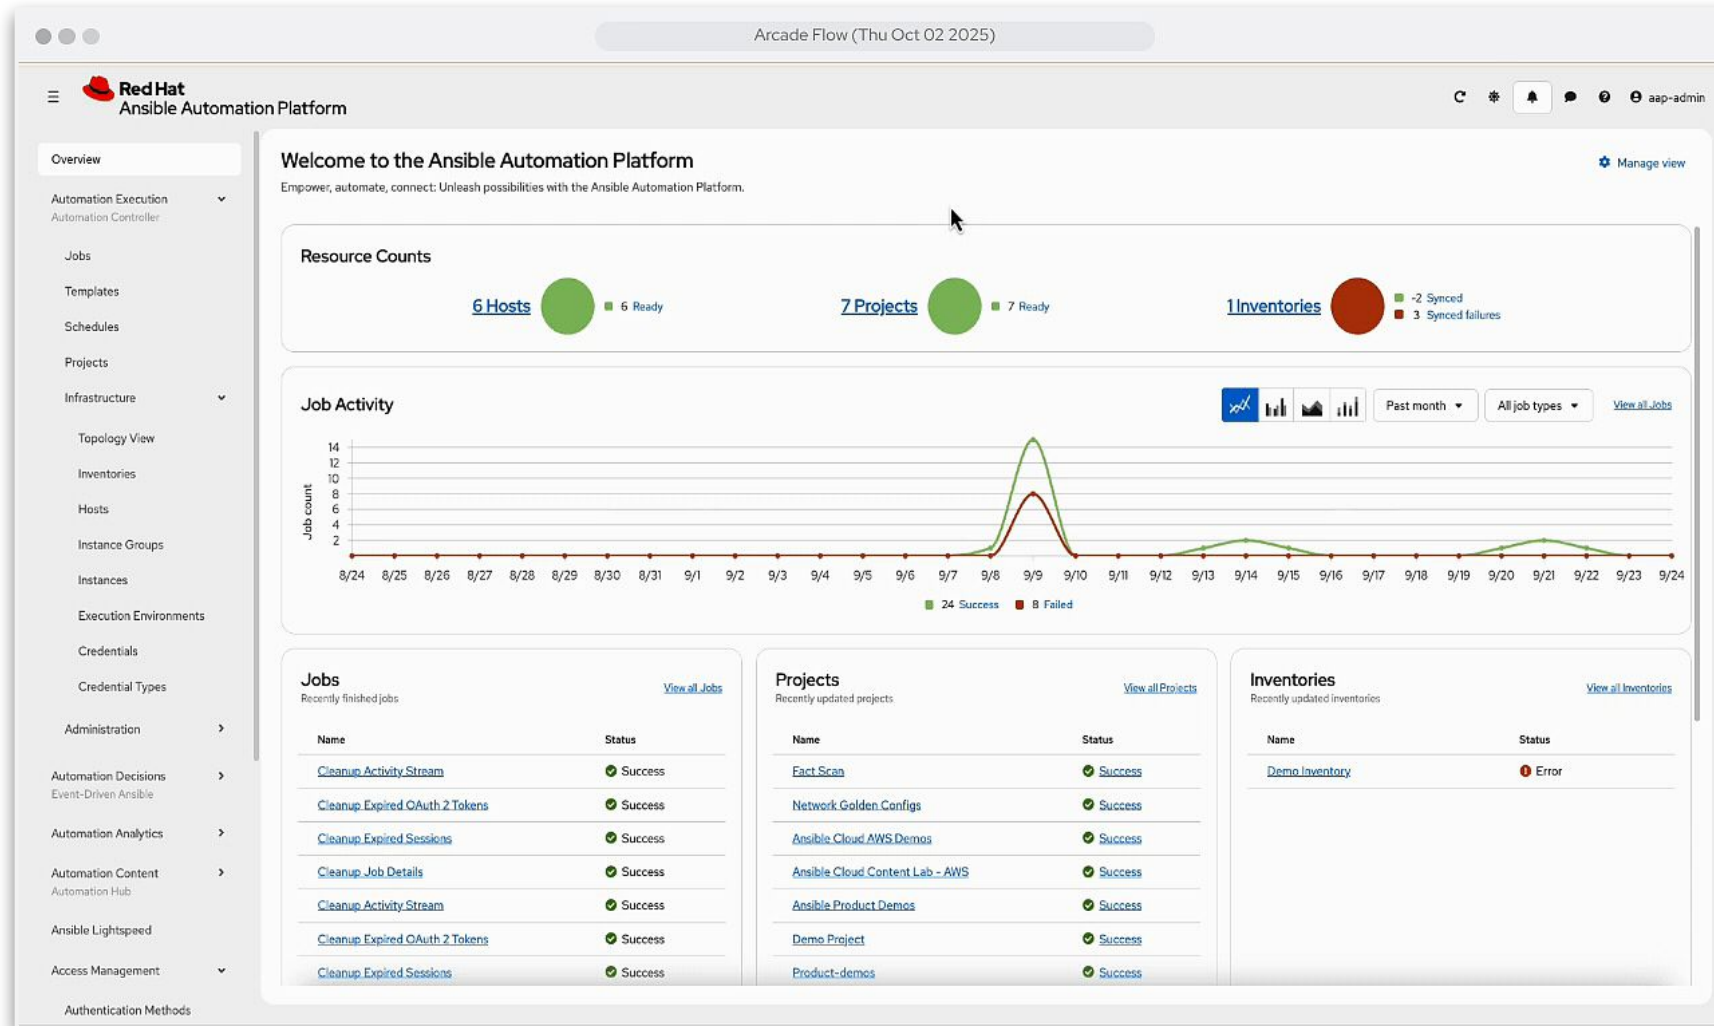 Arcade Flow (Thu Oct 02 2025)
Red Hat
Ansible Automation Platform
aap-admin
Overview
Automation Execution
Automation Controller
Jobs
Templates
Schedules
Projects
Infrastructure
Topology View
Inventories
Hosts
Instance Groups
Instances
Execution Environments
Credentials
Credential Types
Administration
Automation Decisions
Event-Driven Ansible
Automation Analytics
Automation Content
Automation Hub
Ansible Lightspeed
Access Management
Authentication Methods
Welcome to the Ansible Automation Platform
Manage view
Empower, automate, connect: Unleash possibilities with the Ansible Automation Platform.
Resource Counts
6 Hosts
6 Ready
7 Projects
7 Ready
1 Inventories
-2 Synced
3 Synced failures
Job Activity
Past month
All job types
View all Jobs
Job count
14
12
10
8
6
4
2
8/24 8/25 8/26 8/27 8/28 8/29 8/30 8/31 9/1 9/2 9/3 9/4 9/5 9/6 9/7 9/8 9/9 9/10 9/11 9/12 9/13 9/14 9/15 9/16 9/17 9/18 9/19 9/20 9/21 9/22 9/23 9/24
24 Success 8 Failed
Jobs
Recently finished jobs
View all Jobs
Name Status
Cleanup Activity Stream Success
Cleanup Expired OAuth 2 Tokens Success
Cleanup Expired Sessions Success
Cleanup Job Details Success
Cleanup Activity Stream Success
Cleanup Expired OAuth 2 Tokens Success
Cleanup Expired Sessions Success
Projects
Recently updated projects
View all Projects
Name Status
Fact Scan Success
Network Golden Configs Success
Ansible Cloud AWS Demos Success
Ansible Cloud Content Lab - AWS Success
Ansible Product Demos Success
Demo Project Success
Product-demos Success
Inventories
Recently updated inventories
View all Inventories
Name Status
Demo Inventory Error